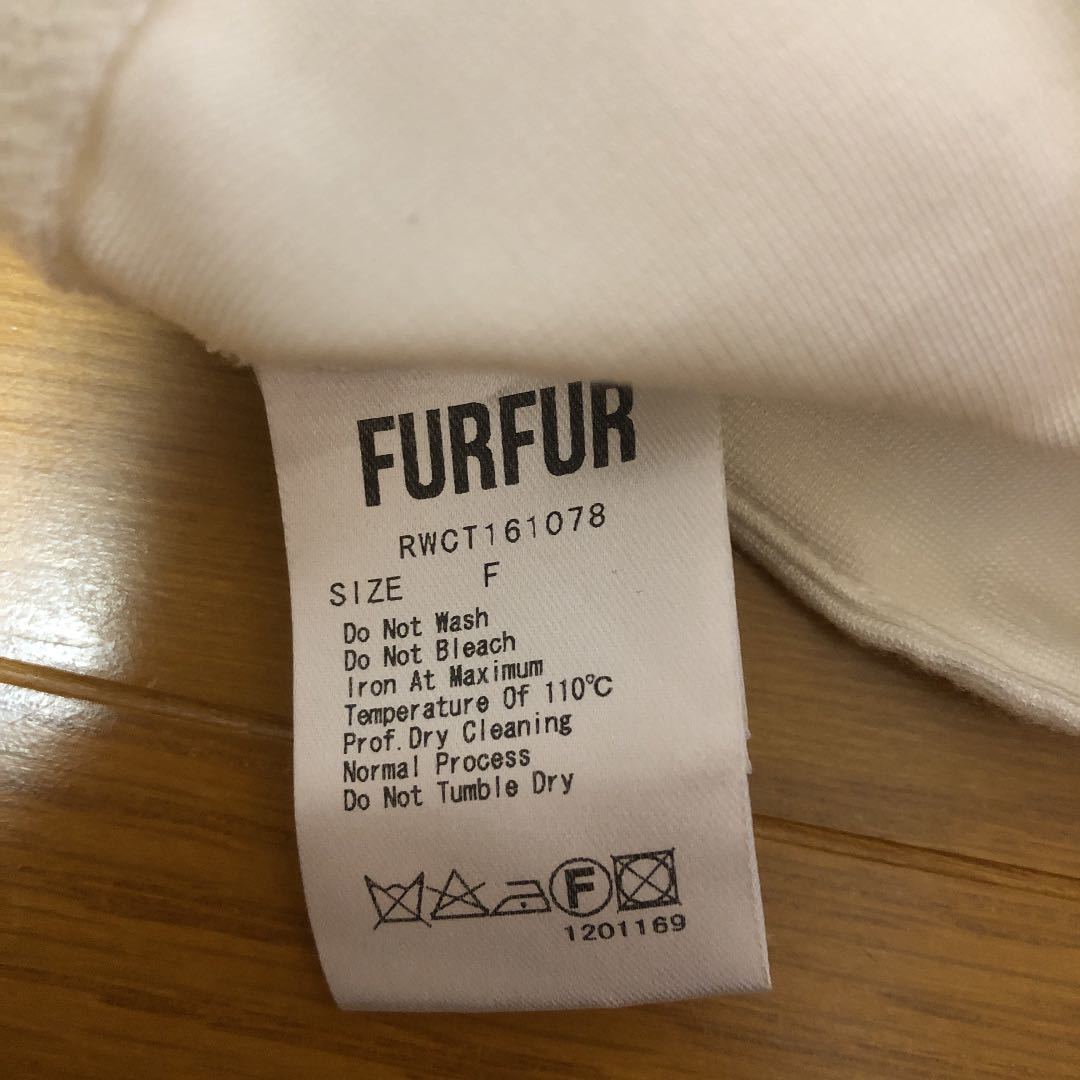 FURFUR
RWCT161078
SIZE F
Do Not Wash
Do Not Bleach
Iron At Maximum
Temperature Of 110℃
Prof.Dry Cleaning
Normal Process
Do Not Tumble Dry
F
1201169